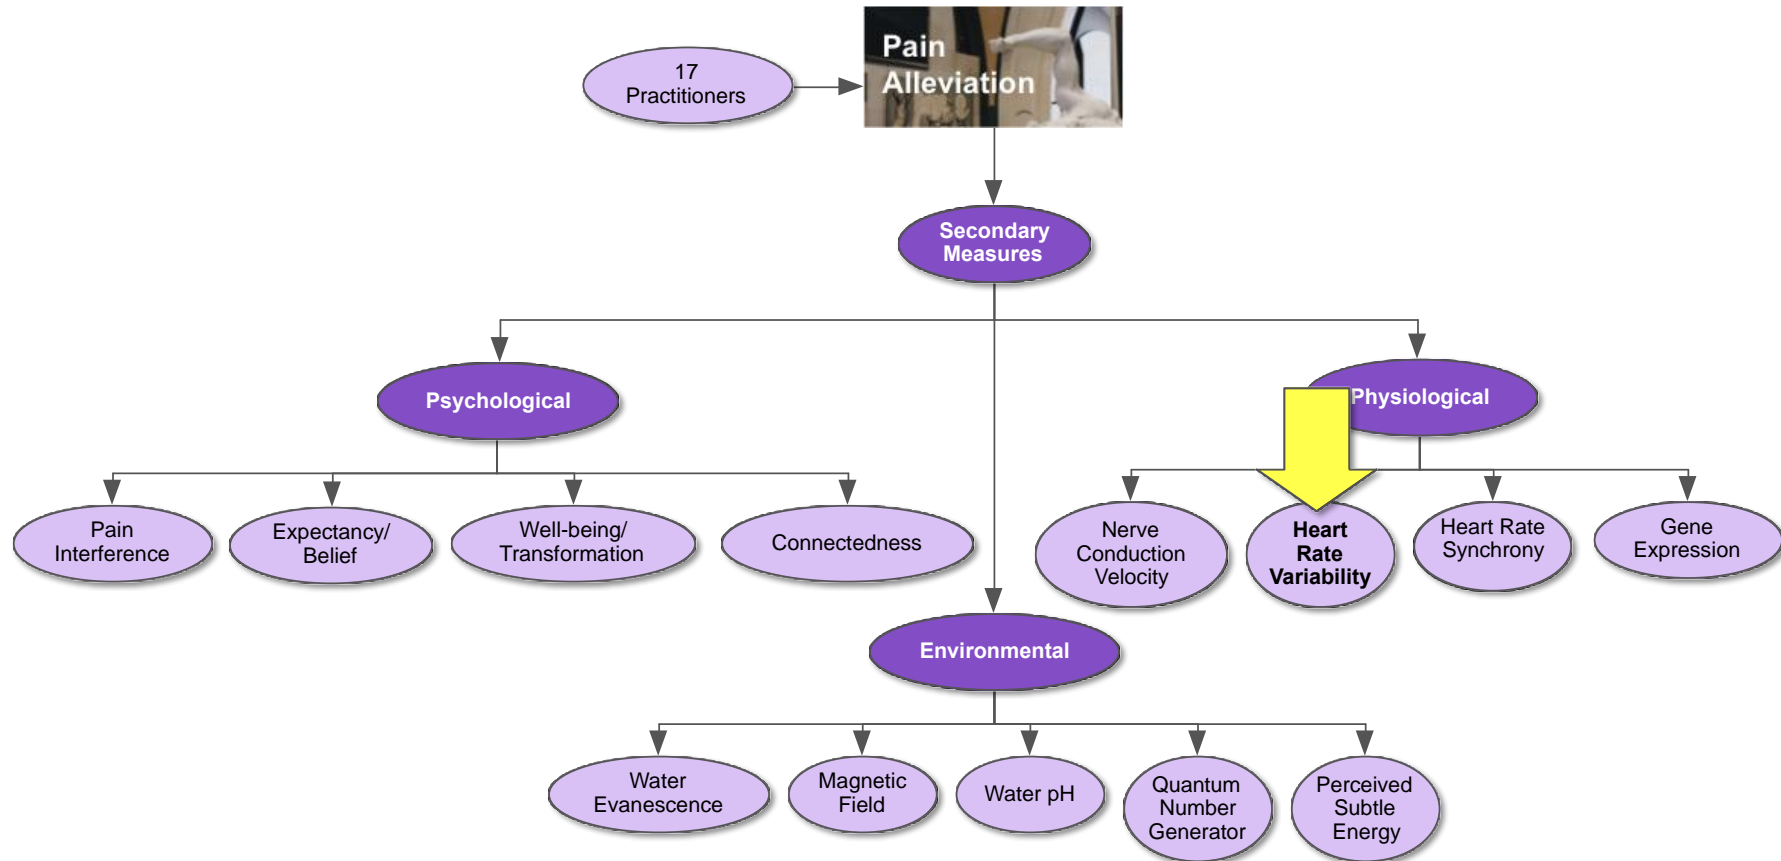 17
Practitioners
Pain
Alleviation
Secondary
Measures
Psychological
Physiological
Pain
Interference
Expectancy/
Belief
Well-being/
Transformation
Connectedness
Nerve
Conduction
Velocity
Heart
Rate
Variability
Heart Rate
Synchrony
Gene
Expression
Environmental
Water
Evanescence
Magnetic
Field
Water pH
Quantum
Number
Generator
Perceived
Subtle
Energy